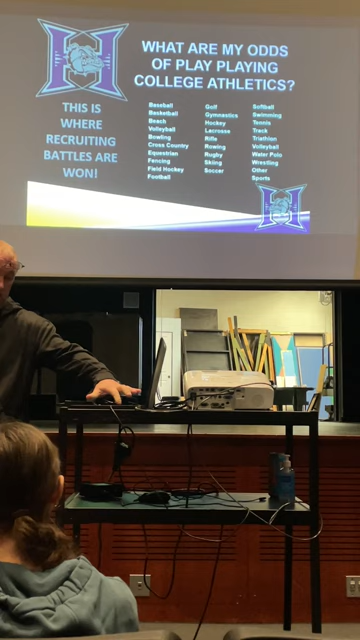 WHAT ARE MY ODDS
OF PLAY PLAYING
COLLEGE ATHLETICS?
THIS IS
WHERE
RECRUITING
BATTLES ARE
WON!
Baseball
Basketball
Beach
Volleyball
Bowling
Cross Country
Equestrian
Fencing
Field Hockey
Football
Golf
Gymnastics
Hockey
Lacrosse
Rifle
Rowing
Rugby
Skiing
Soccer
Softball
Swimming
Tennis
Track
Triathlon
Volleyball
Water Polo
Wrestling
Other
Sports